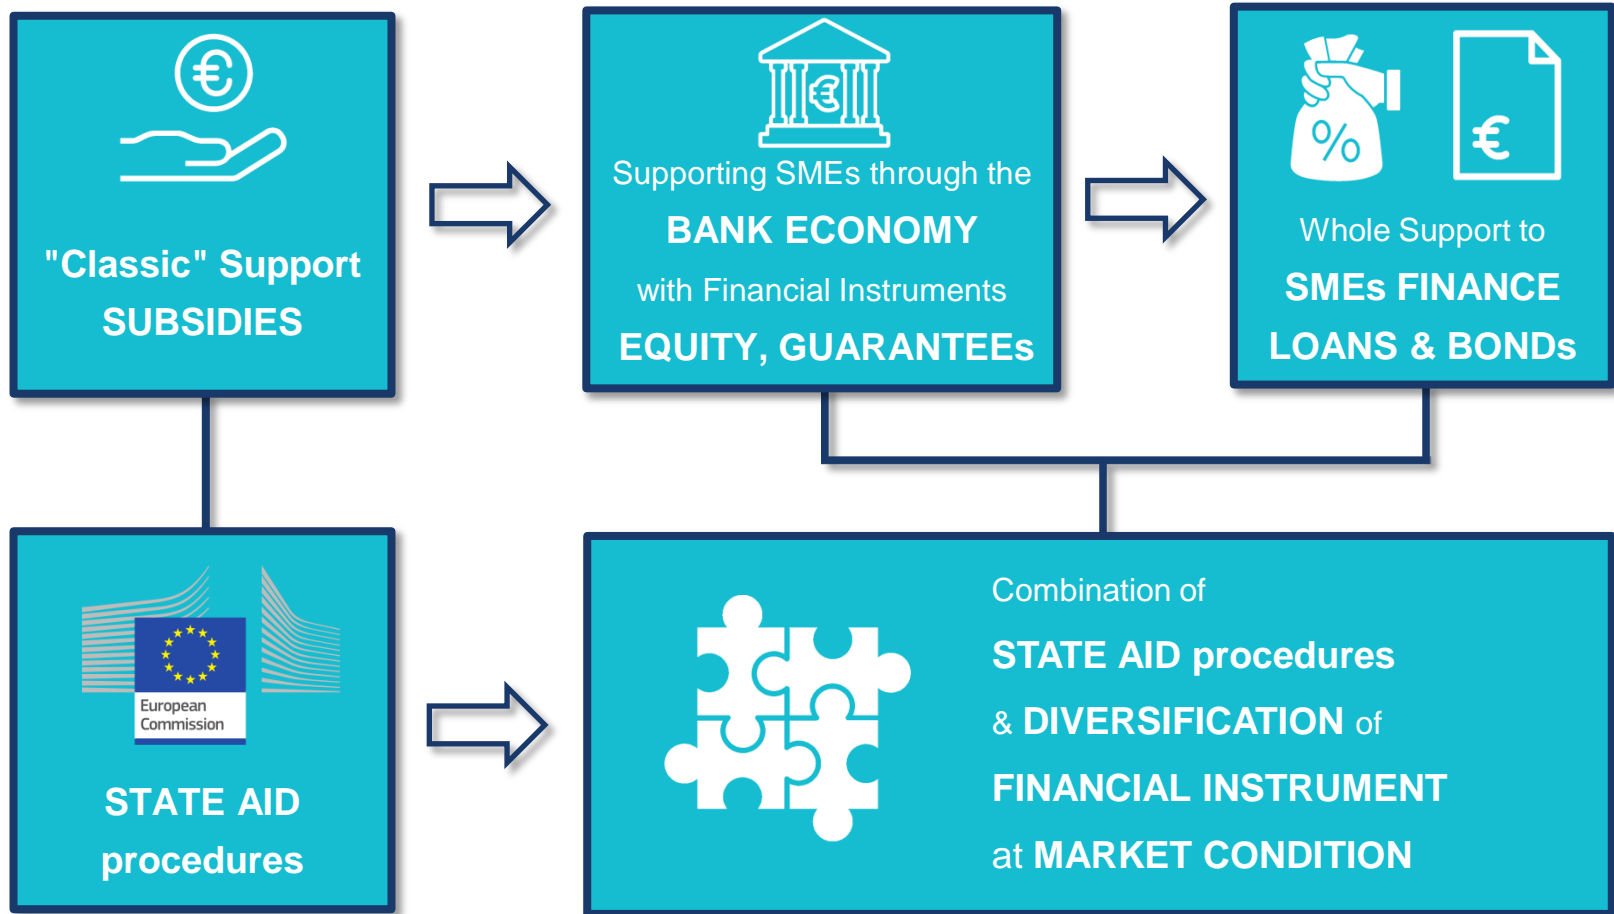 "Classic" Support
SUBSIDIES
€
Supporting SMEs through the
BANK ECONOMY
with Financial Instruments
EQUITY, GUARANTEEs
€
%
€
Whole Support to
SMEs FINANCE
LOANS & BONDs
European
Commission
STATE AID
procedures
Combination of
STATE AID procedures
& DIVERSIFICATION of
FINANCIAL INSTRUMENT
at MARKET CONDITION